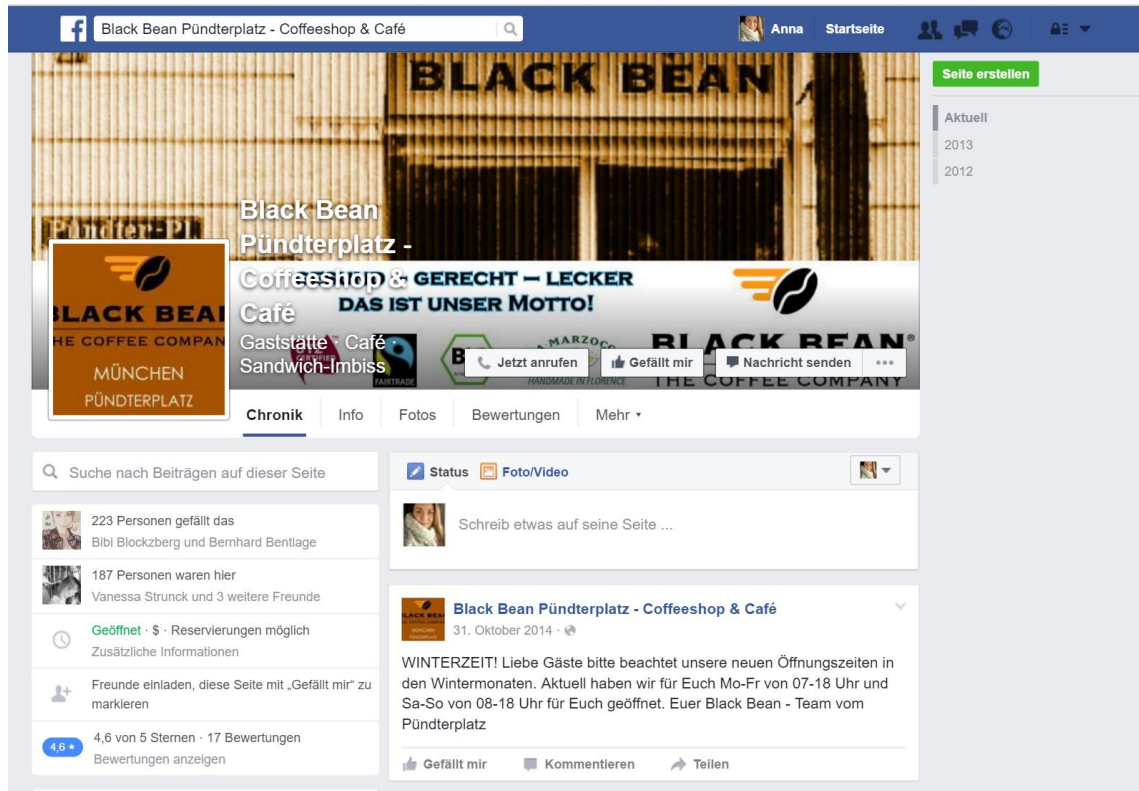 Black Bean Pündterplatz - Coffeeshop & Café
Anna
Startseite
Seite erstellen
Aktuell
2013
2012
BLACK BEAN
Pündter-Pl
Black Bean
Pündterplatz -
Coffeeshop &
Café
Gaststätte · Café ·
Sandwich-Imbiss
- GERECHT – LECKER
DAS IST UNSER MOTTO!
CERTIFIED
FAIRTRADE
MARZOCCO
HANDMADE IN FLORENCE
BLACK BEAN®
THE COFFEE COMPANY
BLACK BEA
HE COFFEE COMPAN
MÜNCHEN
PÜNDTERPLATZ
Jetzt anrufen
Gefällt mir
Nachricht senden
Chronik
Info
Fotos
Bewertungen
Mehr
Suche nach Beiträgen auf dieser Seite
223 Personen gefällt das
Bibi Blockzberg und Bernhard Bentlage
187 Personen waren hier
Vanessa Strunck und 3 weitere Freunde
Geöffnet · $ · Reservierungen möglich
Zusätzliche Informationen
Freunde einladen, diese Seite mit „Gefällt mir" zu
markieren
4,6 ★
4,6 von 5 Sternen · 17 Bewertungen
Bewertungen anzeigen
Status
Foto/Video
Schreib etwas auf seine Seite ...
Black Bean Pündterplatz - Coffeeshop & Café
31. Oktober 2014 ·
WINTERZEIT! Liebe Gäste bitte beachtet unsere neuen Öffnungszeiten in
den Wintermonaten. Aktuell haben wir für Euch Mo-Fr von 07-18 Uhr und
Sa-So von 08-18 Uhr für Euch geöffnet. Euer Black Bean - Team vom
Pündterplatz
Gefällt mir
Kommentieren
Teilen